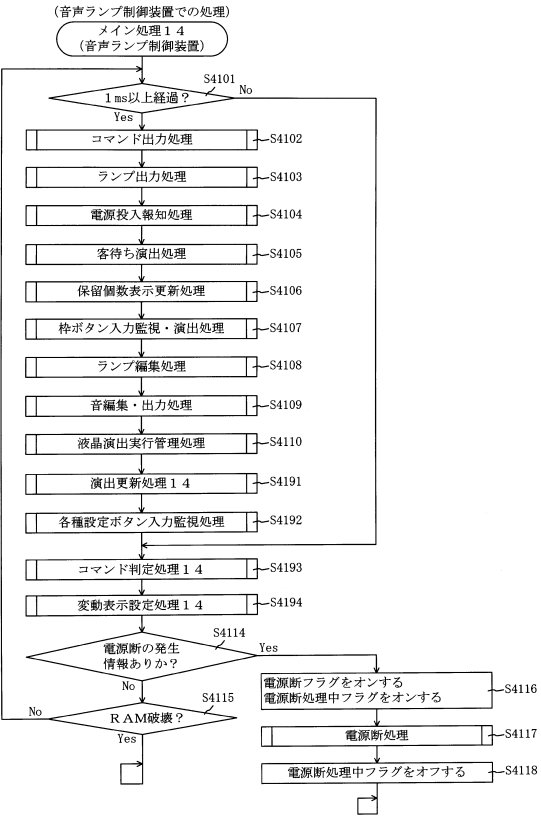 (音声ランプ制御装置での処理)
メイン処理14
(音声ランプ制御装置)
S4101
1ms以上経過?
No
Yes
コマンド出力処理
S4102
ランプ出力処理
S4103
電源投入報知処理
S4104
客待ち演出処理
S4105
保留個数表示更新処理
S4106
枠ボタン入力監視・演出処理
S4107
ランプ編集処理
S4108
音編集・出力処理
S4109
液晶演出実行管理処理
S4110
演出更新処理14
S4191
各種設定ボタン入力監視処理
S4192
コマンド判定処理14
S4193
変動表示設定処理14
S4194
S4114
電源断の発生
情報ありか?
Yes
No
電源断フラグをオンする
電源断処理中フラグをオンする
S4116
S4115
No
RAM破壊?
Yes
電源断処理
S4117
電源断処理中フラグをオフする
S4118